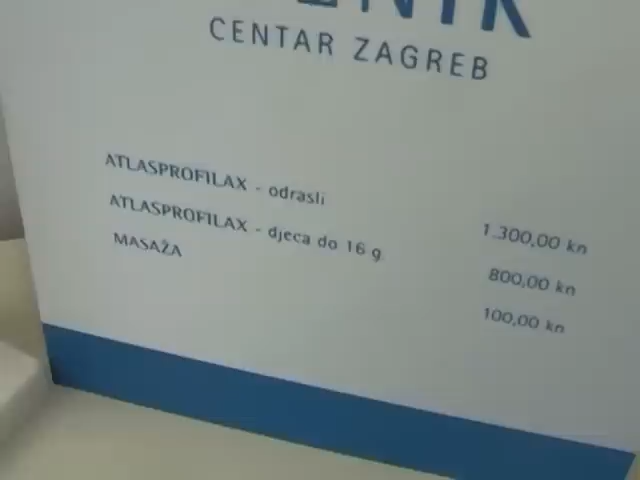 CENTAR ZAGREB
ATLASPROFILAX - odrasli 1.300,00 kn
ATLASPROFILAX - djeca do 16 g 800,00 kn
MASAŽA 100,00 kn